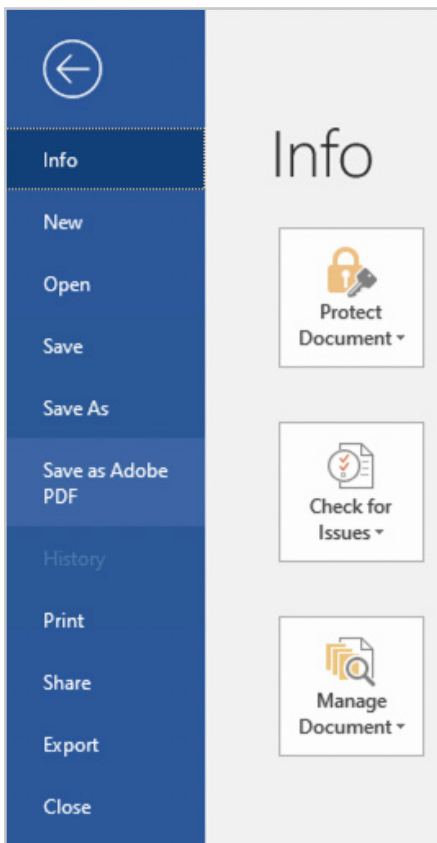 Info
New
Open
Save
Save As
Save as Adobe
PDF
History
Print
Share
Export
Close
Info
Protect
Document
Check for
Issues
Manage
Document